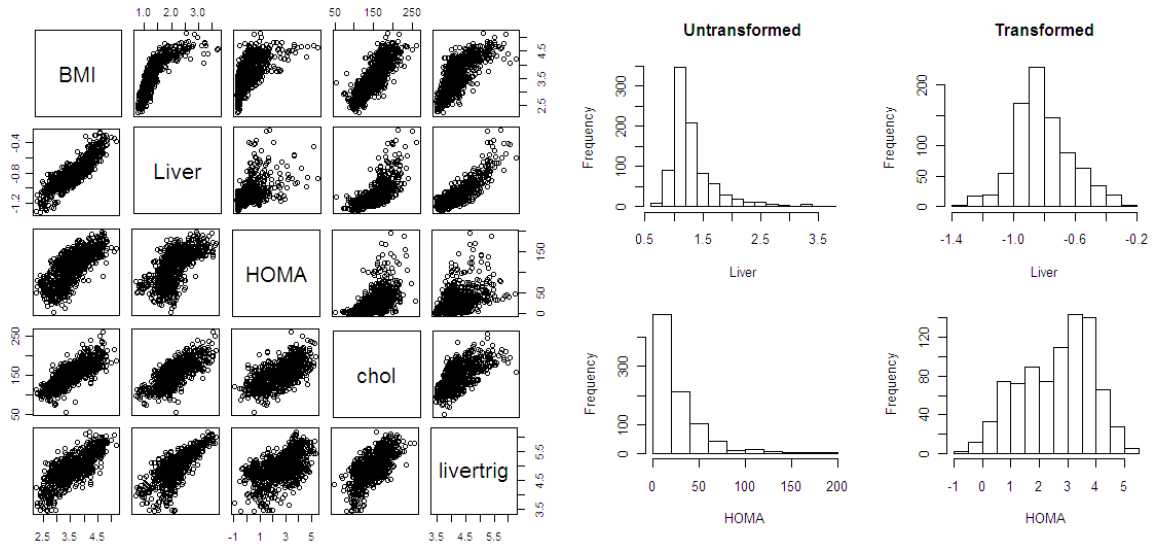 1.0 2.0 3.0
50 150 250
BMI
2.5 3.5 4.5
-1.2 -0.8 -0.4
Liver
HOMA
0 50 150
50 150 250
chol
livertrig
3.5 4.5 5.5
2.5 3.5 4.5
-1 1 3 5
3.5 4.5 5.5
Untransformed
Frequency
0 100 200 300
0.5 1.5 2.5 3.5
Liver
Transformed
Frequency
0 50 100 200
-1.4 -1.0 -0.6 -0.2
Liver
Frequency
0 100 300
0 50 100 150 200
HOMA
Frequency
0 40 80 120
-1 0 1 2 3 4 5
HOMA